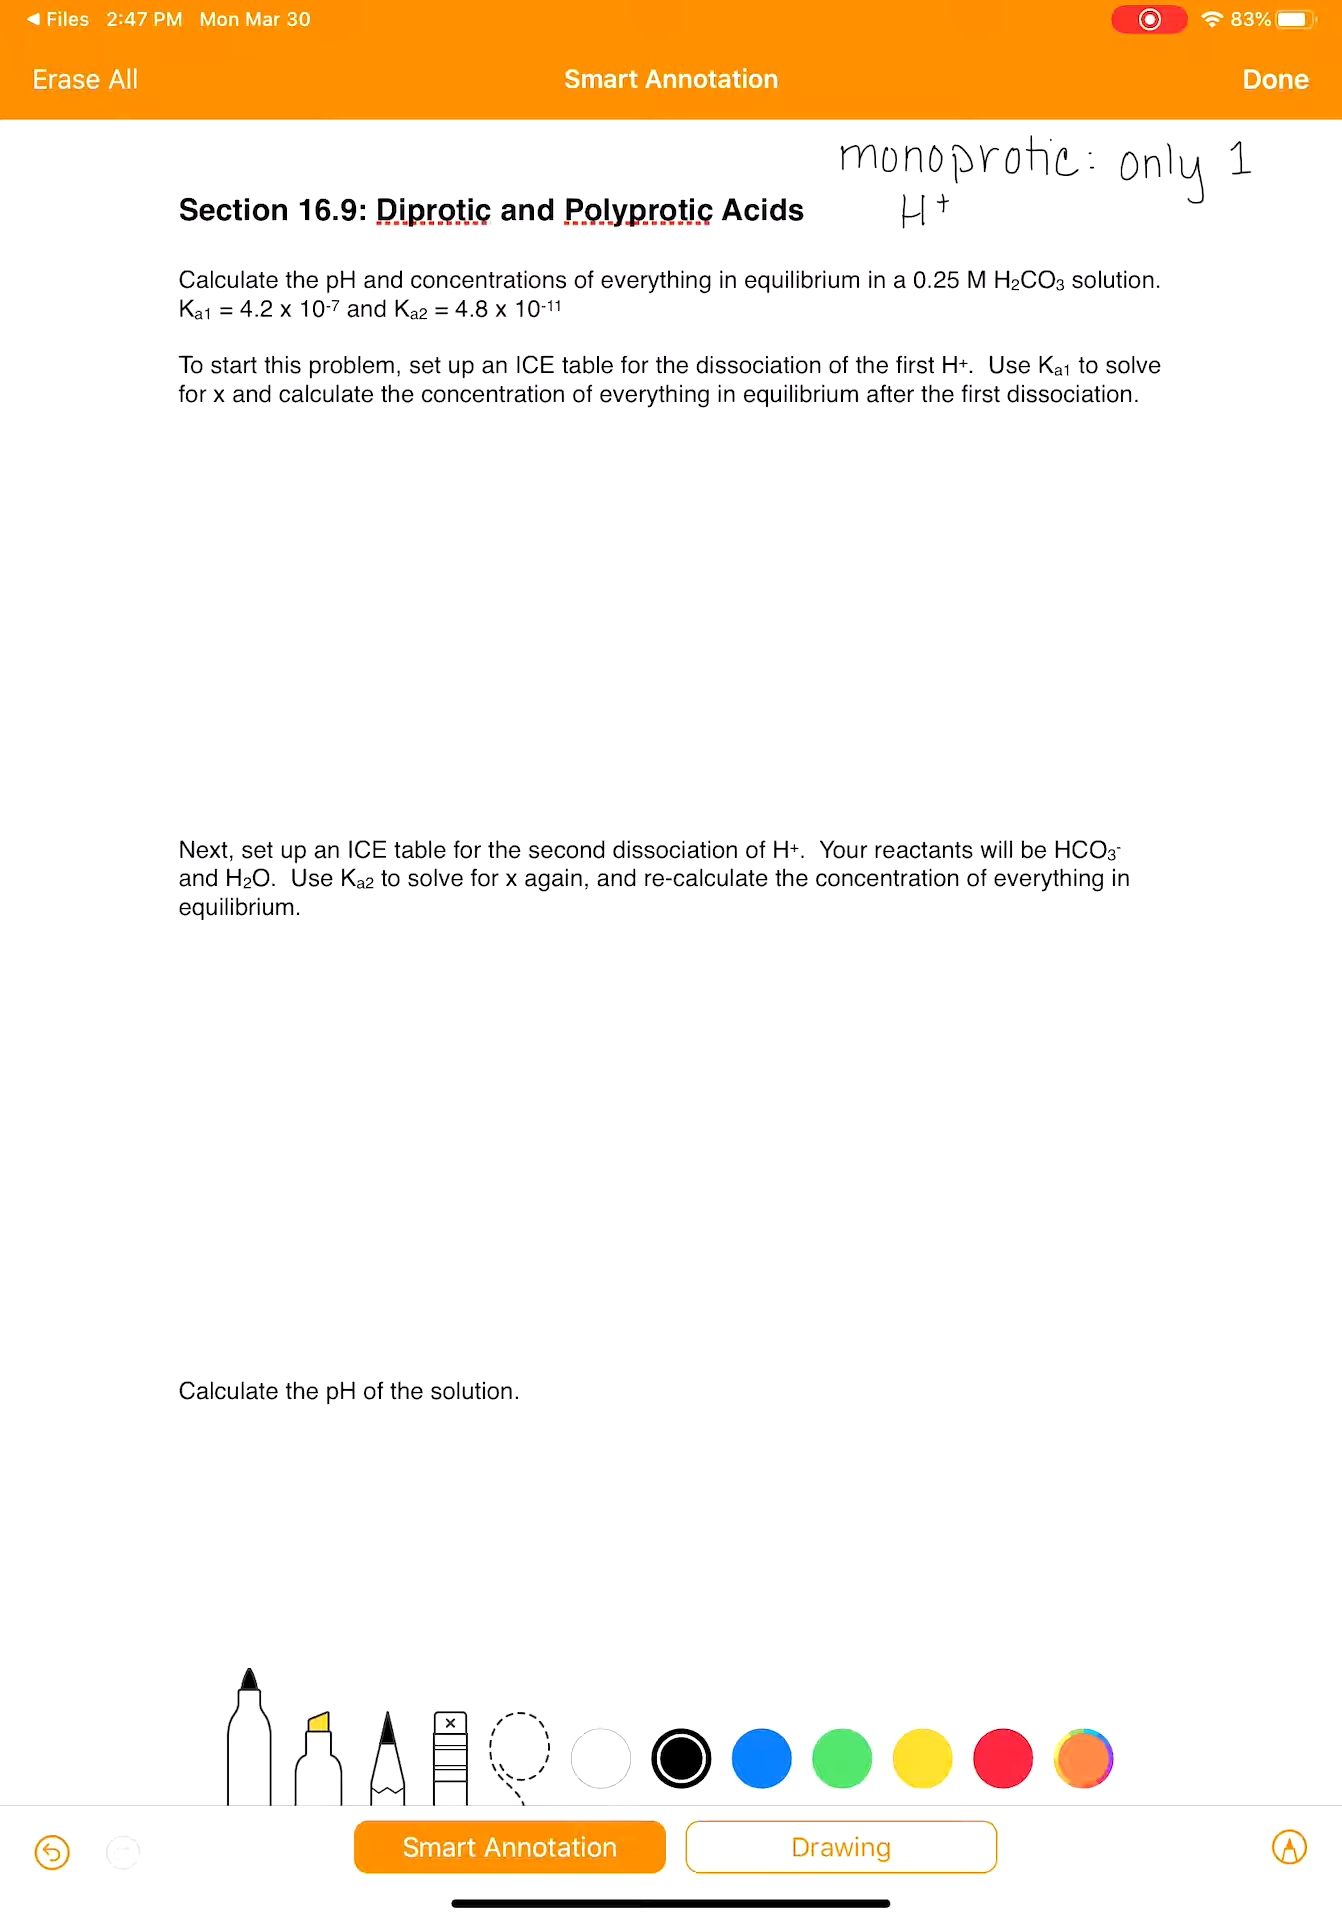 Files 2:47 PM Mon Mar 30 83%
Erase All Smart Annotation Done
monoprotic: only 1
H+
Section 16.9: Diprotic and Polyprotic Acids
Calculate the pH and concentrations of everything in equilibrium in a 0.25 M H₂CO₃ solution.
Ka1 = 4.2 x 10⁻⁷ and Ka2 = 4.8 x 10⁻¹¹
To start this problem, set up an ICE table for the dissociation of the first H⁺. Use Ka1 to solve
for x and calculate the concentration of everything in equilibrium after the first dissociation.
Next, set up an ICE table for the second dissociation of H⁺. Your reactants will be HCO₃⁻
and H₂O. Use Ka2 to solve for x again, and re-calculate the concentration of everything in
equilibrium.
Calculate the pH of the solution.
Smart Annotation Drawing